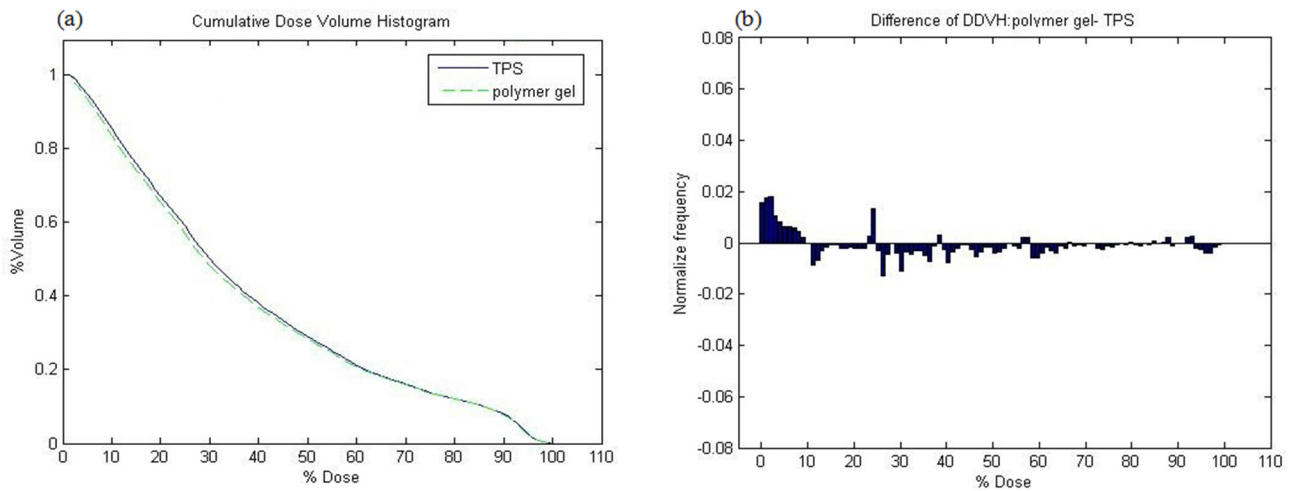 (a)
Cumulative Dose Volume Histogram
TPS
polymer gel
1
0.8
0.6
0.4
0.2
0
%Volume
0 10 20 30 40 50 60 70 80 90 100 110
% Dose
(b)
Difference of DDVH:polymer gel- TPS
0.08
0.06
0.04
0.02
0
-0.02
-0.04
-0.06
-0.08
Normalize frequency
0 10 20 30 40 50 60 70 80 90 100 110
% Dose